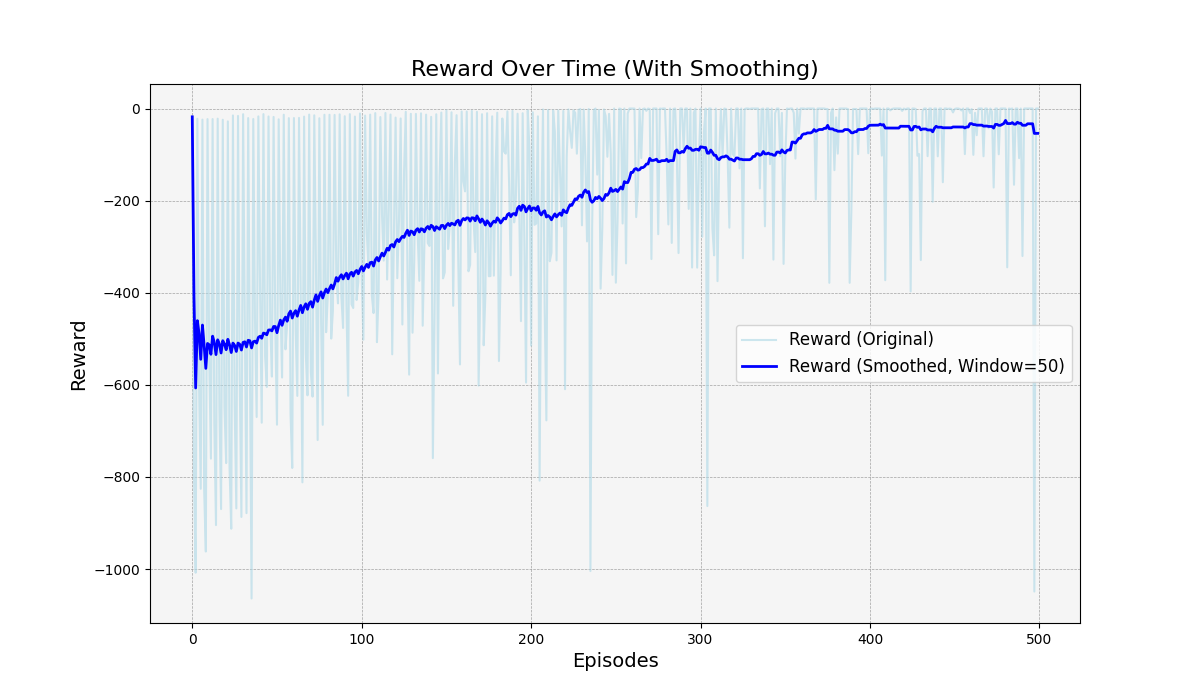 Reward Over Time (With Smoothing)
Reward
0
−200
−400
−600
−800
−1000
Reward (Original)
Reward (Smoothed, Window=50)
0 100 200 300 400 500
Episodes